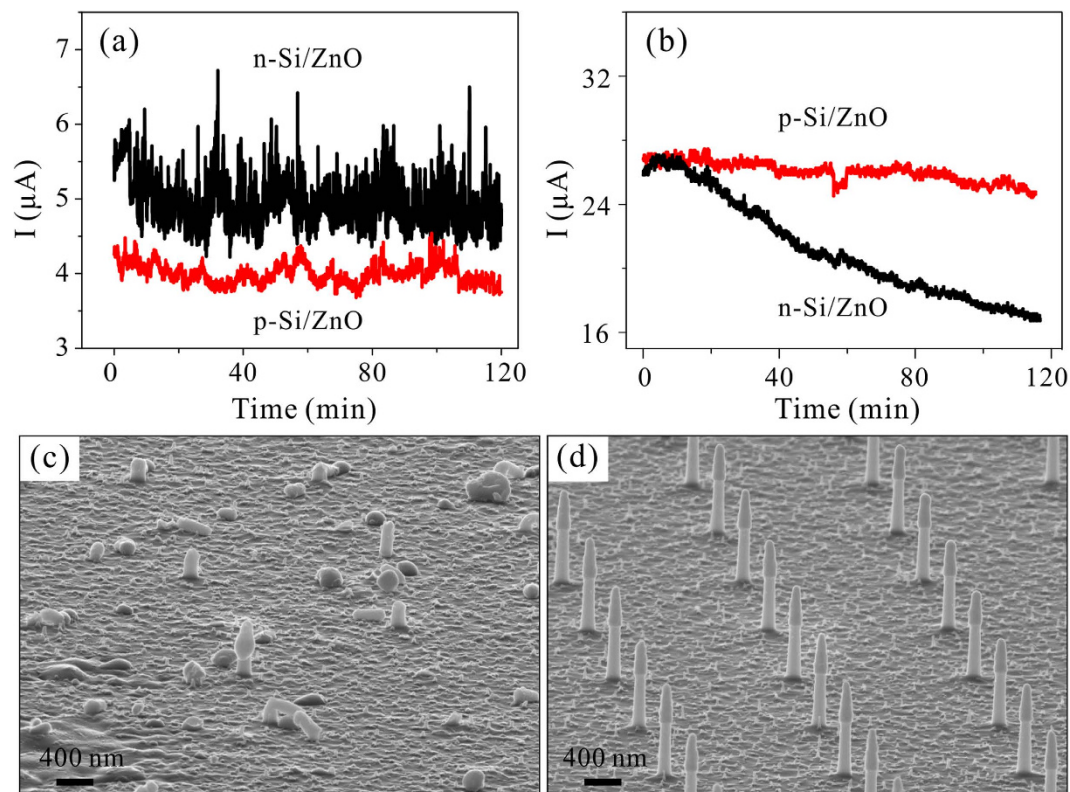 (a)
n-Si/ZnO
p-Si/ZnO
I (μA)
7
6
5
4
3
0
40
80
120
Time (min)
(b)
p-Si/ZnO
n-Si/ZnO
I (μA)
32
24
16
0
40
80
120
Time (min)
(c)
400 nm
(d)
400 nm